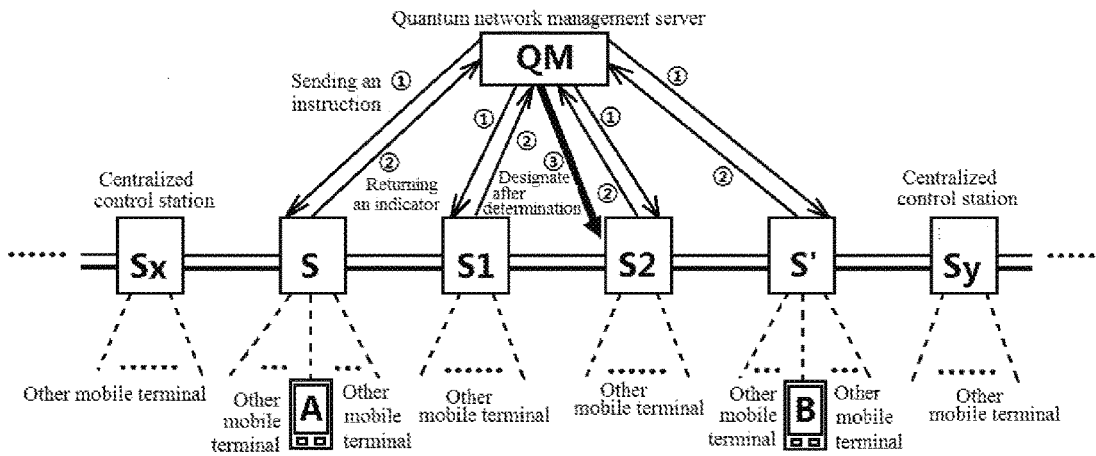 Quantum network management server
QM
Sending an
instruction
①
①
①
①
②
②
②
②
③
Returning
an indicator
Designate
after
determination
Centralized
control station
Centralized
control station
Sx
S
S1
S2
S'
Sy
Other mobile terminal
Other
mobile
terminal
A
Other
mobile
terminal
Other
mobile terminal
Other
mobile terminal
Other
mobile
terminal
B
Other
mobile
terminal
Other
mobile terminal